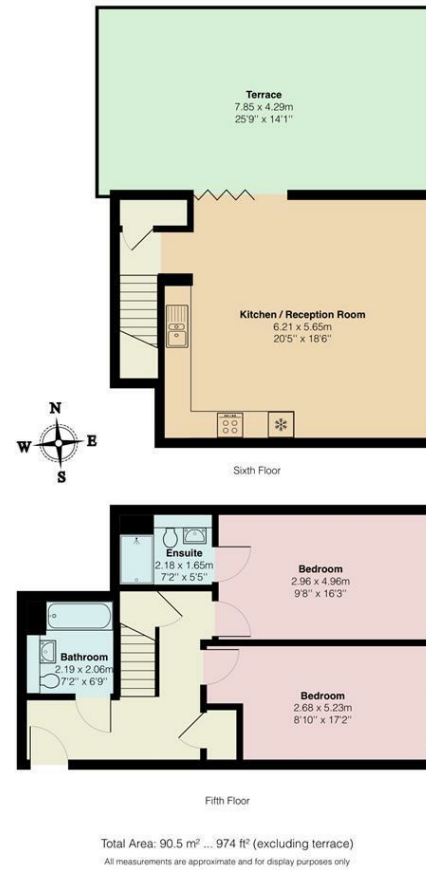 Terrace
7.85 x 4.29m
25'9'' x 14'1''
Kitchen / Reception Room
6.21 x 5.65m
20'5'' x 18'6''
N
W E
S
Sixth Floor
Ensuite
2.18 x 1.65m
7'2'' x 5'5''
Bedroom
2.96 x 4.96m
9'8'' x 16'3''
Bathroom
2.19 x 2.06m
7'2'' x 6'9''
Bedroom
2.68 x 5.23m
8'10'' x 17'2''
Fifth Floor
Total Area: 90.5 m² ... 974 ft² (excluding terrace)
All measurements are approximate and for display purposes only